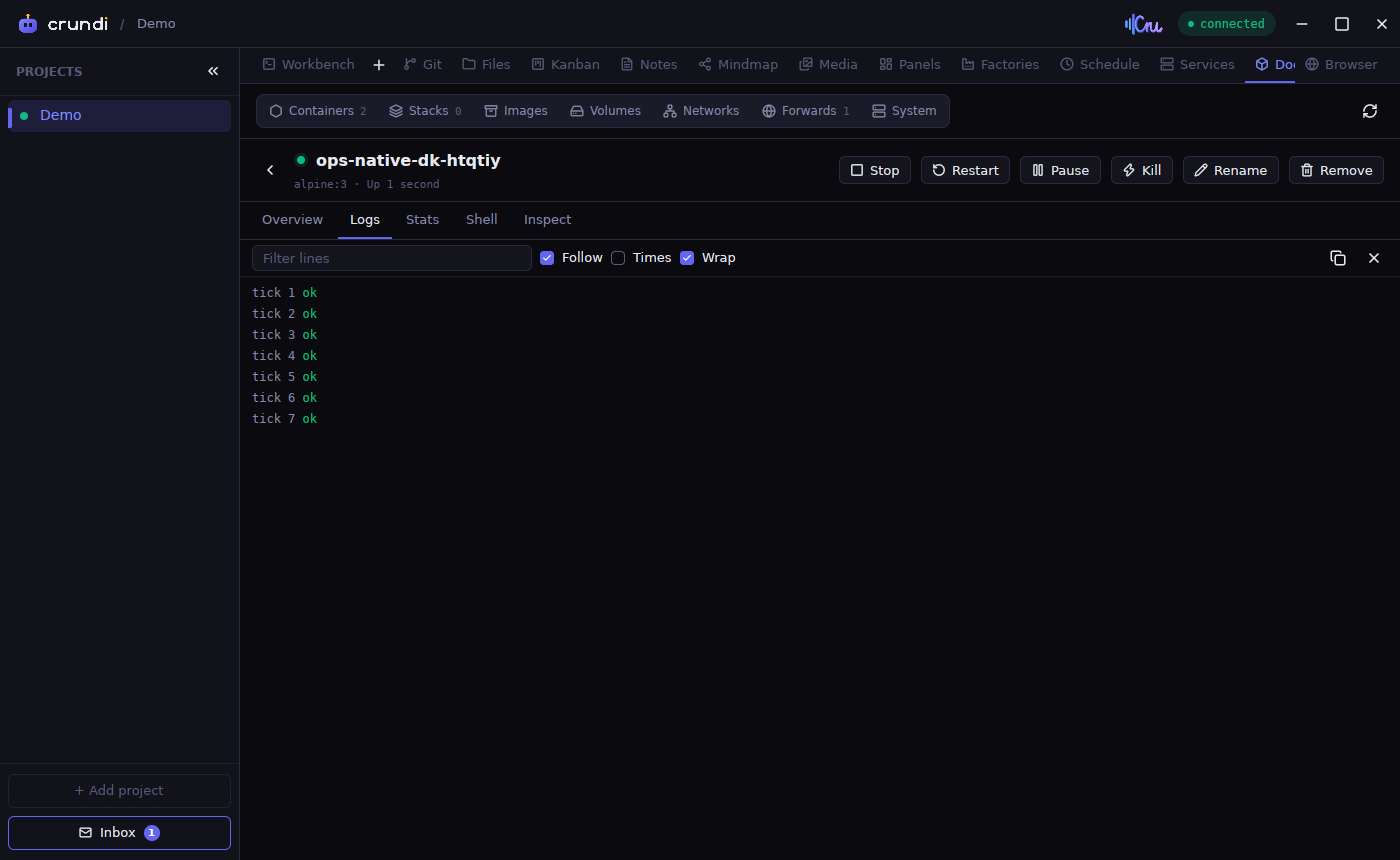 crundi / Demo
Cru
connected
PROJECTS
Demo
+ Add project
Inbox 1
Workbench + Git Files Kanban Notes Mindmap Media Panels Factories Schedule Services Doc Browser
Containers 2 Stacks 0 Images Volumes Networks Forwards 1 System
ops-native-dk-htqtiy
alpine:3 · Up 1 second
Stop Restart Pause Kill Rename Remove
Overview Logs Stats Shell Inspect
Filter lines Follow Times Wrap
tick 1 ok
tick 2 ok
tick 3 ok
tick 4 ok
tick 5 ok
tick 6 ok
tick 7 ok